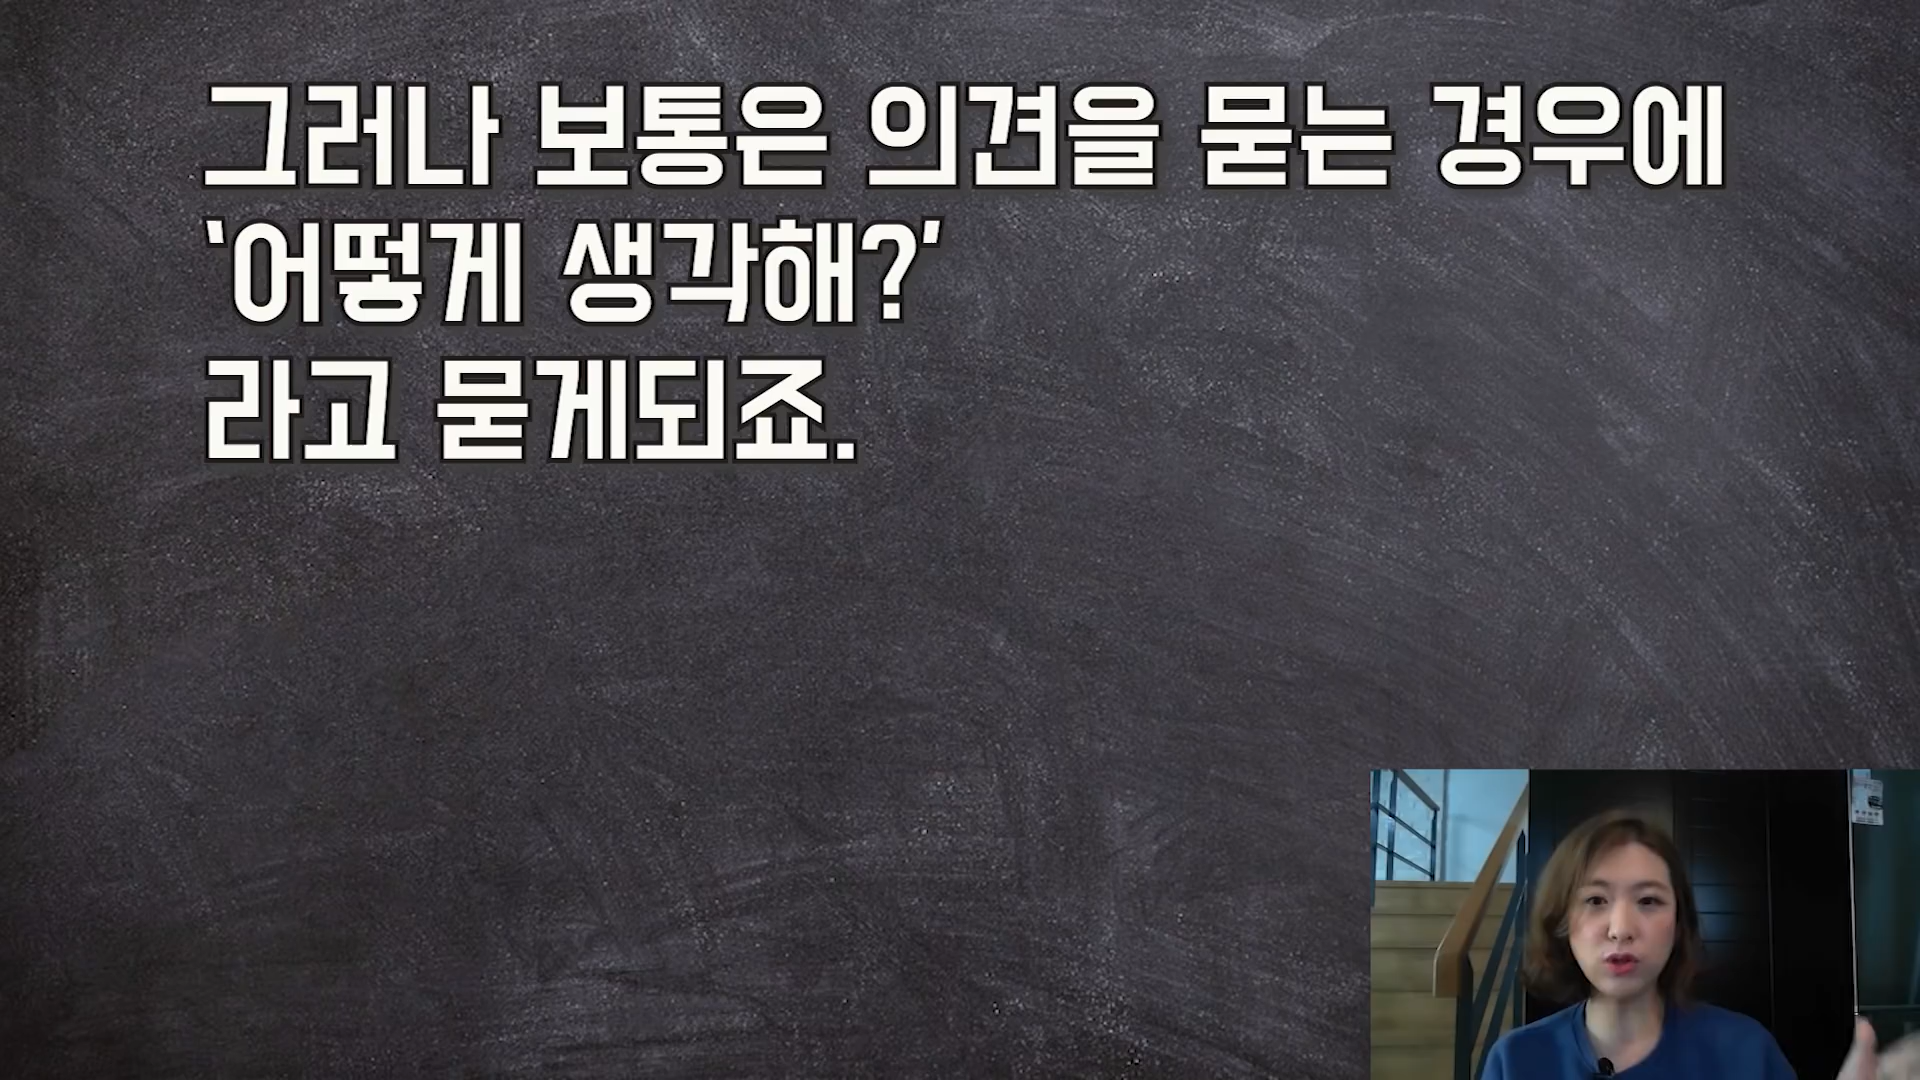 그러나 보통은 의견을 묻는 경우에
‘어떻게 생각해?’
라고 묻게되죠.